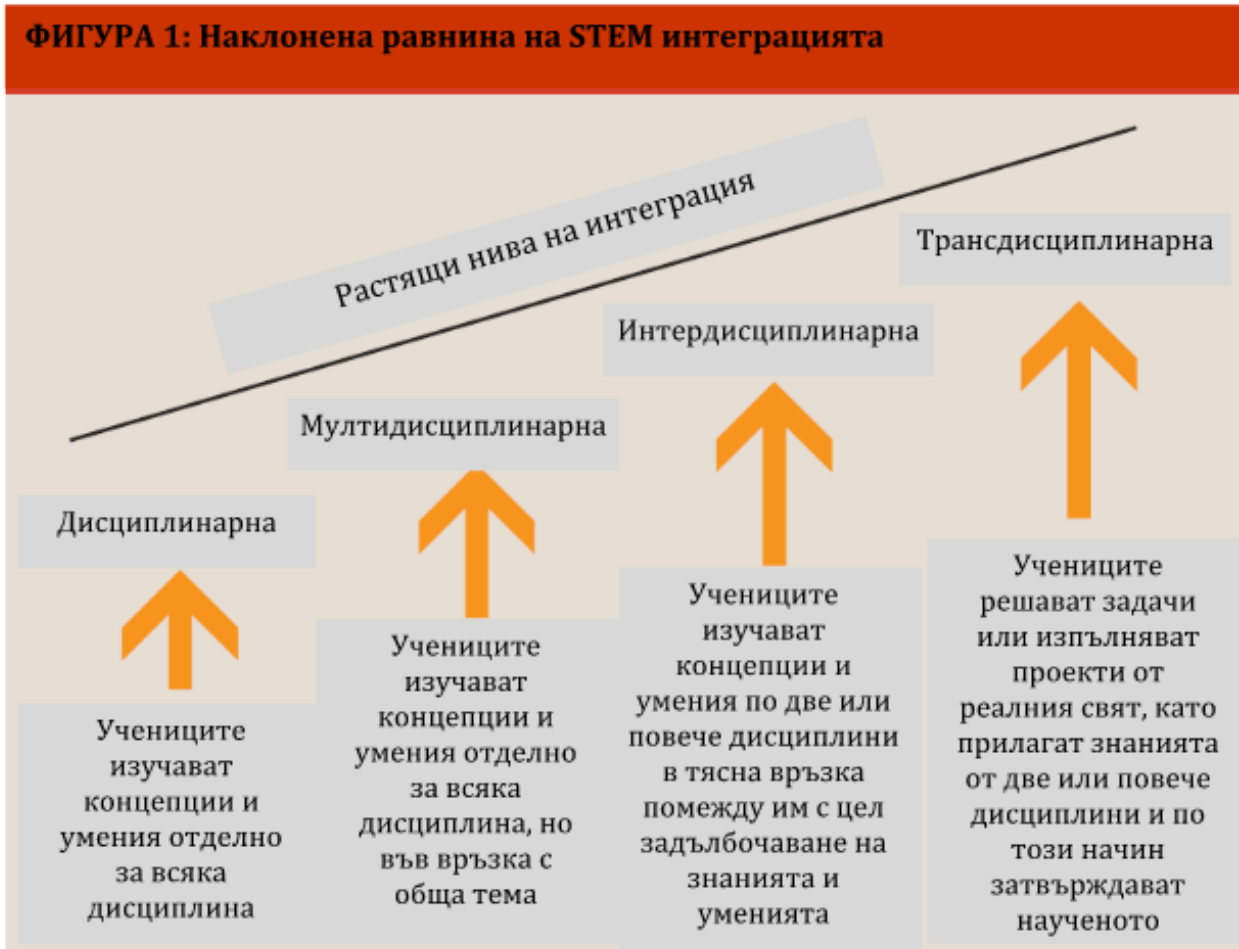 ФИГУРА 1: Наклонена равнина на STEM интеграцията
Растящи нива на интеграция
Дисциплинарна
Учениците
изучават
концепции и
умения отделно
за всяка
дисциплина
Мултидисциплинарна
Учениците
изучават
концепции и
умения отделно
за всяка
дисциплина, но
във връзка с
обща тема
Интердисциплинарна
Учениците
изучават
концепции и
умения по две или
повече дисциплини
в тясна връзка
помежду им с цел
задълбочаване на
знанията и
уменията
Трансдисциплинарна
Учениците
решават задачи
или изпълняват
проекти от
реалния свят, като
прилагат знанията
от две или повече
дисциплини и по
този начин
затвърждават
наученото